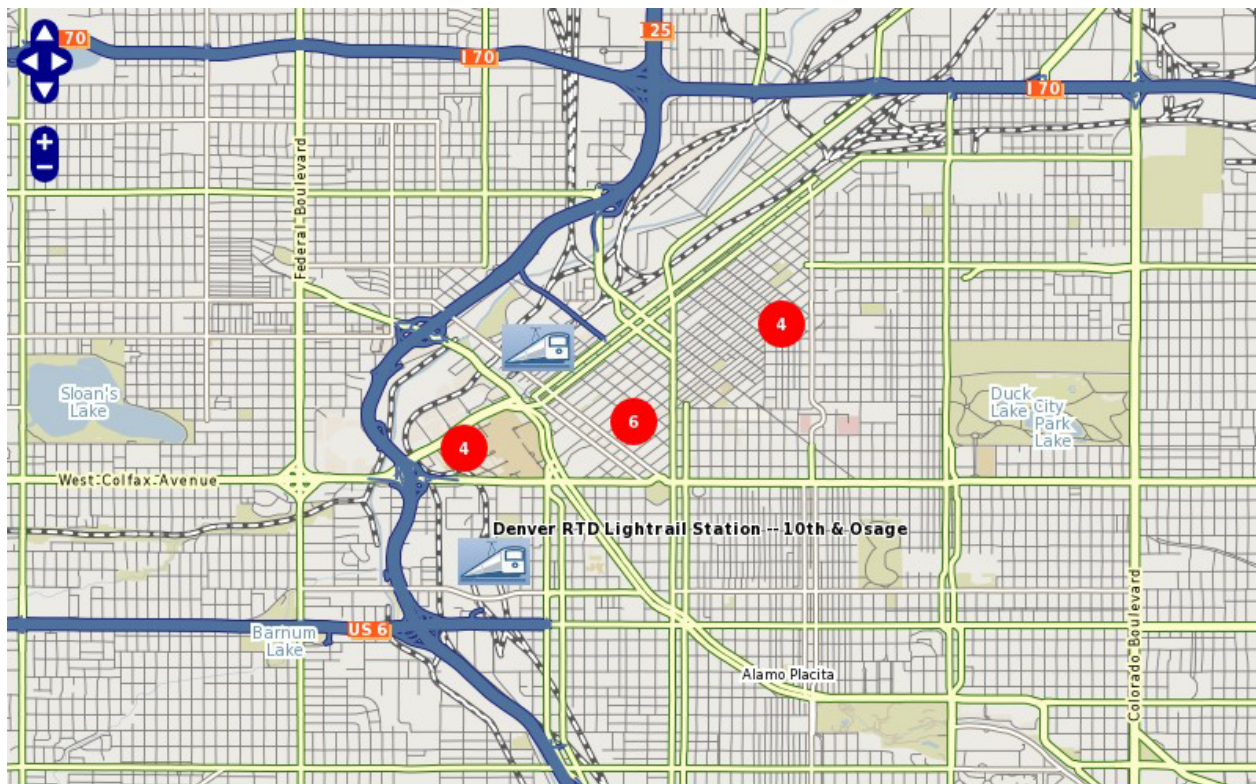 I 25
70
I 70
I 70
+
−
Federal Boulevard
4
Sloan's
Lake
Duck
Lake
City
Park
Lake
6
4
West Colfax Avenue
Denver RTD Lightrail Station -- 10th & Osage
Colorado Boulevard
US 6
Barnum
Lake
Alamo Placita